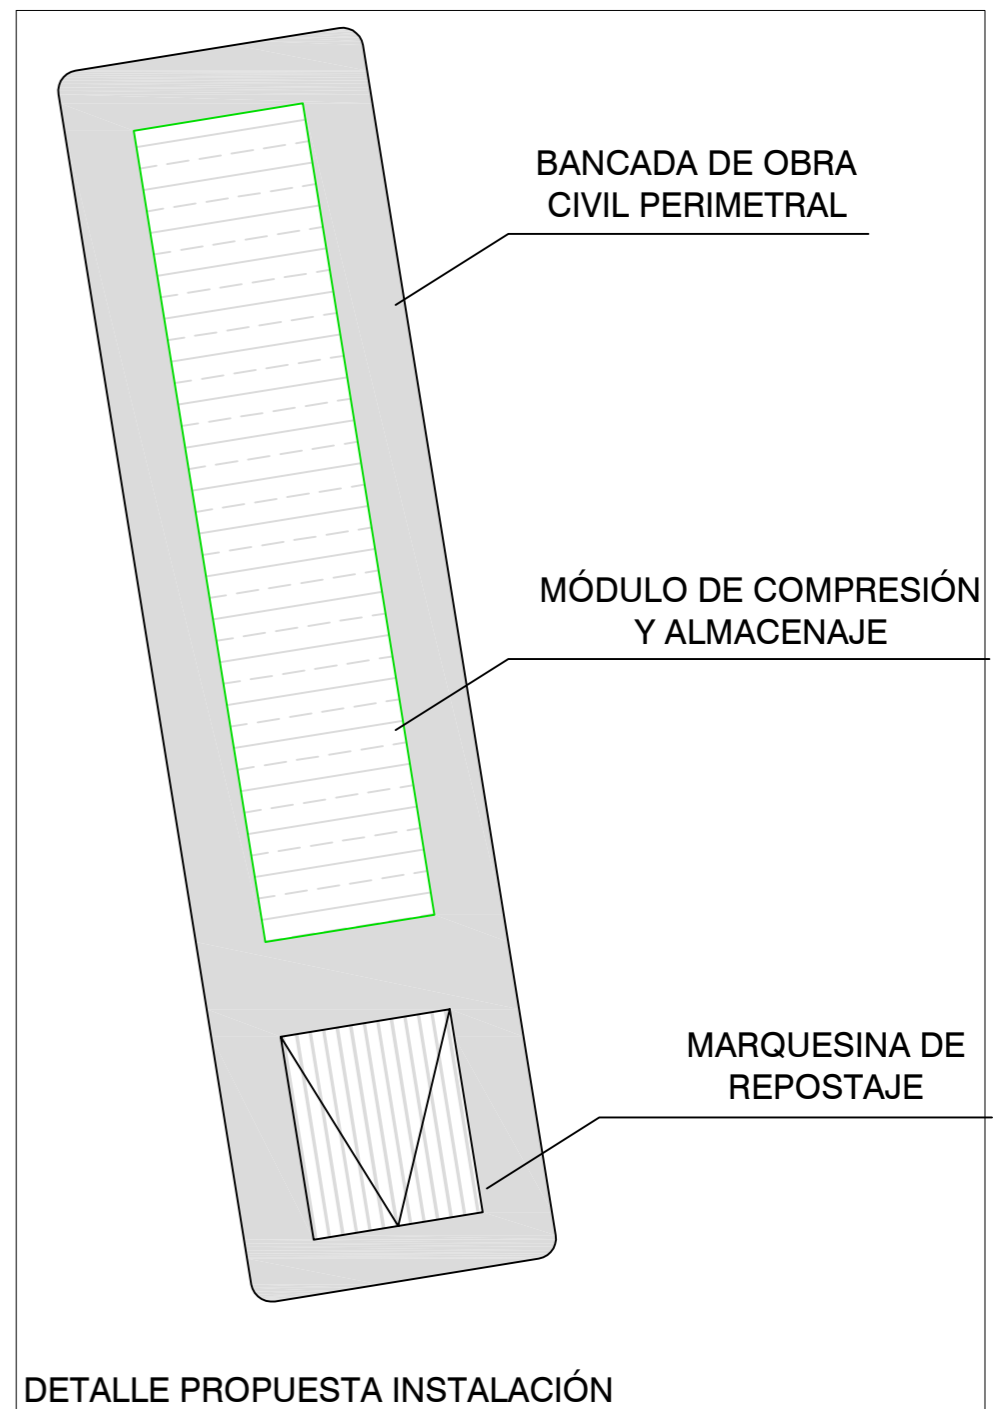 BANCADA DE OBRA
CIVIL PERIMETRAL
MÓDULO DE COMPRESIÓN
Y ALMACENAJE
MARQUESINA DE
REPOSTAJE
DETALLE PROPUESTA INSTALACIÓN